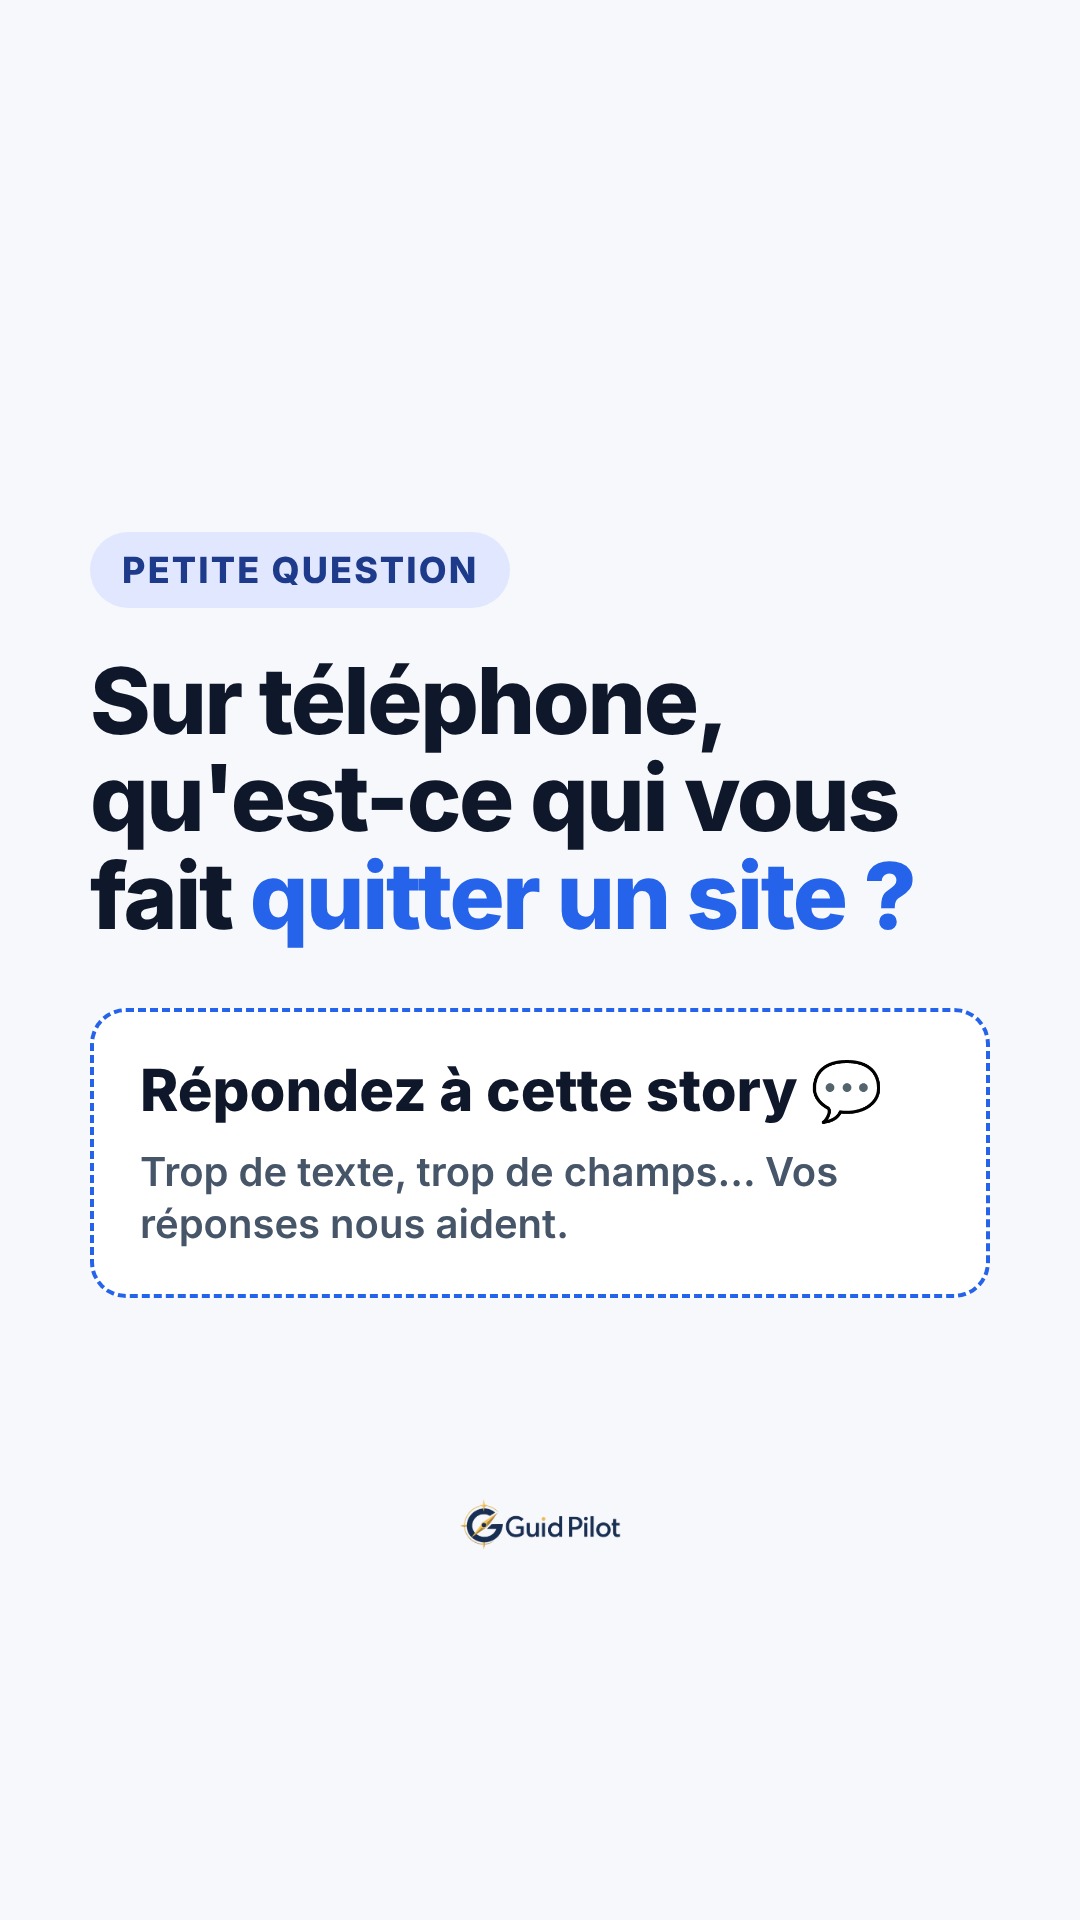 PETITE QUESTION
Sur téléphone,
qu'est-ce qui vous
fait quitter un site ?
Répondez à cette story 💬
Trop de texte, trop de champs… Vos
réponses nous aident.
Guid Pilot